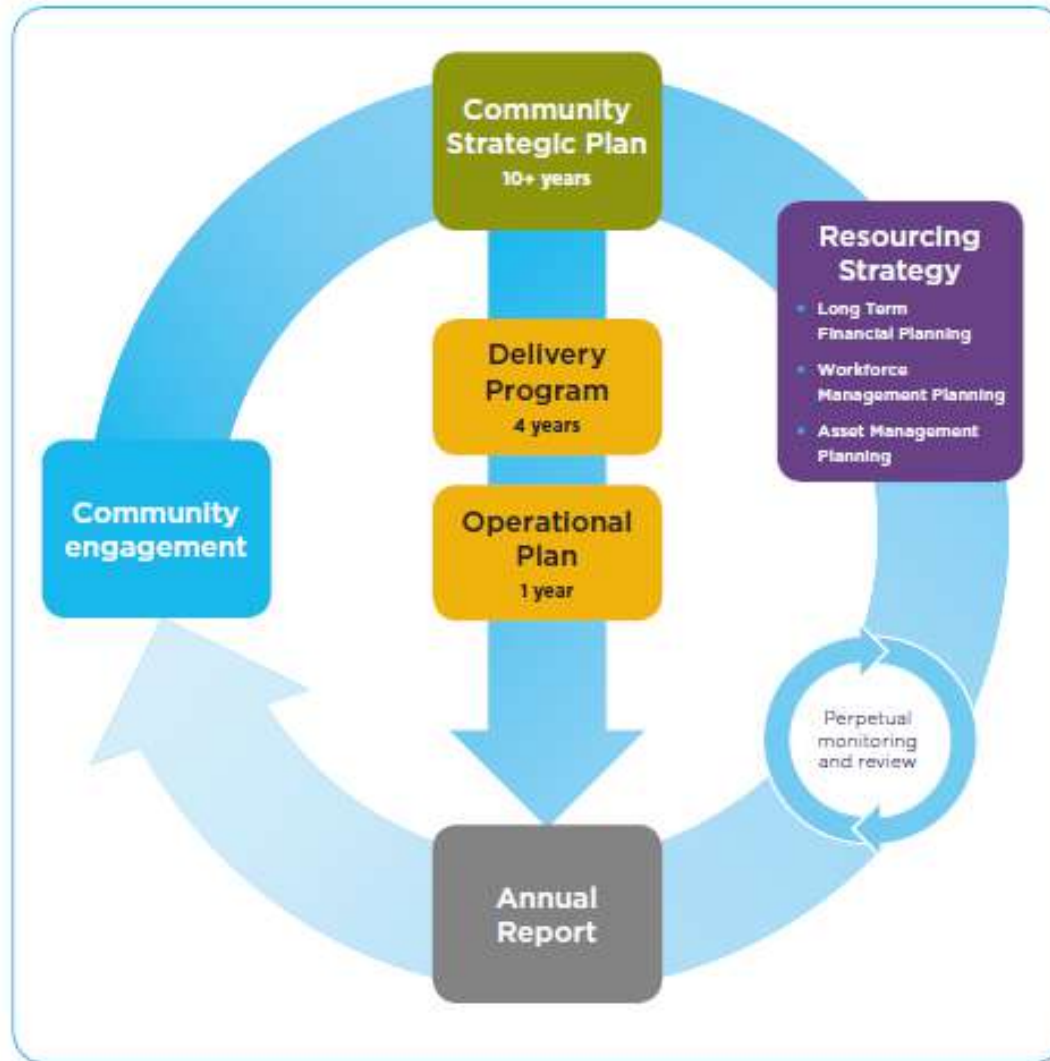 Community
Strategic Plan
10+ years
Resourcing
Strategy
• Long Term
Financial Planning
• Workforce
Management Planning
• Asset Management
Planning
Delivery
Program
4 years
Community
engagement
Operational
Plan
1 year
Perpetual
monitoring
and review
Annual
Report